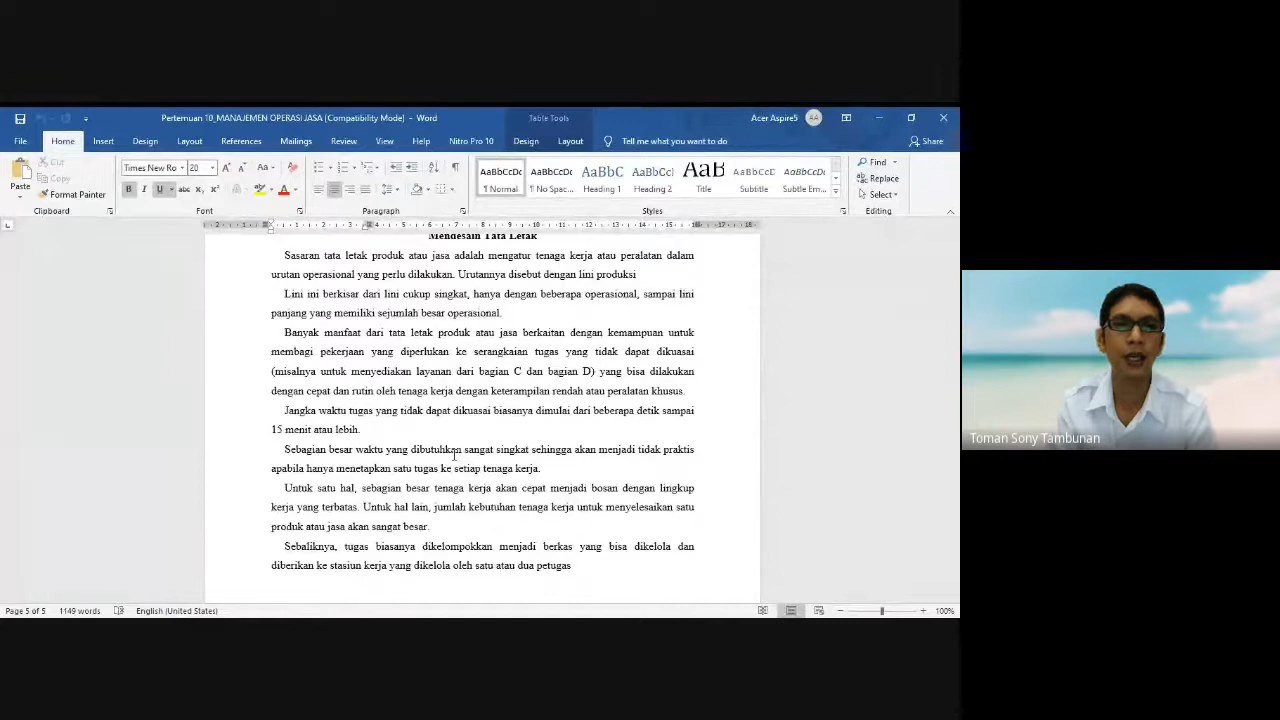 Pertemuan 10_MANAJEMEN OPERASI JASA [Compatibility Mode] - Word
Table Tools
Acer Aspire5
AA
File Home Insert Design Layout References Mailings Review View Help Nitro Pro 10 Design Layout Tell me what you want to do Share
Paste
Cut
Copy
Format Painter
Clipboard
Times New Ro 20
Font
Paragraph
AaBbCcDc AaBbCcDc AaBbC AaBbCcI AaB AaBbCcD AaBbCcDc
¶ Normal ¶ No Spac... Heading 1 Heading 2 Title Subtitle Subtle Em...
Styles
Find
Replace
Select
Editing
Mendesain Tata Letak
Sasaran tata letak produk atau jasa adalah mengatur tenaga kerja atau peralatan dalam
urutan operasional yang perlu dilakukan. Urutannya disebut dengan lini produksi
Lini ini berkisar dari lini cukup singkat, hanya dengan beberapa operasional, sampai lini
panjang yang memiliki sejumlah besar operasional.
Banyak manfaat dari tata letak produk atau jasa berkaitan dengan kemampuan untuk
membagi pekerjaan yang diperlukan ke serangkaian tugas yang tidak dapat dikuasai
(misalnya untuk menyediakan layanan dari bagian C dan bagian D) yang bisa dilakukan
dengan cepat dan rutin oleh tenaga kerja dengan keterampilan rendah atau peralatan khusus.
Jangka waktu tugas yang tidak dapat dikuasai biasanya dimulai dari beberapa detik sampai
15 menit atau lebih.
Sebagian besar waktu yang dibutuhkan sangat singkat sehingga akan menjadi tidak praktis
apabila hanya menetapkan satu tugas ke setiap tenaga kerja.
Untuk satu hal, sebagian besar tenaga kerja akan cepat menjadi bosan dengan lingkup
kerja yang terbatas. Untuk hal lain, jumlah kebutuhan tenaga kerja untuk menyelesaikan satu
produk atau jasa akan sangat besar.
Sebaliknya, tugas biasanya dikelompokkan menjadi berkas yang bisa dikelola dan
diberikan ke stasiun kerja yang dikelola oleh satu atau dua petugas
Page 5 of 5 1149 words English (United States) 100%
Toman Sony Tambunan